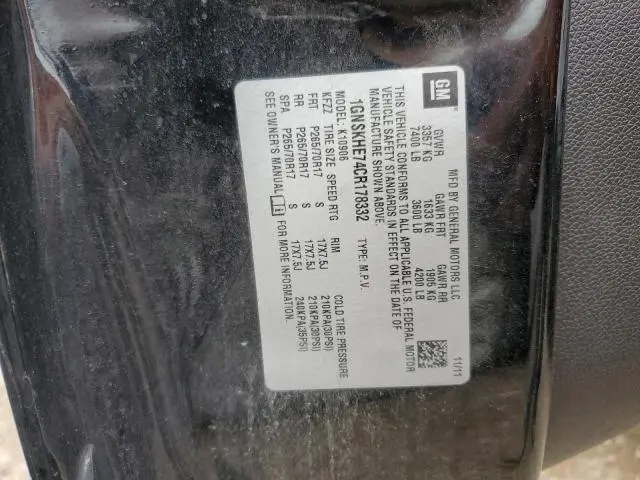 GM
MFD BY GENERAL MOTORS LLC 11/11
GVWR GAWR FRT GAWR RR
3357 KG 1633 KG 1905 KG
7400 LB 3600 LB 4200 LB
THIS VEHICLE CONFORMS TO ALL APPLICABLE U.S. FEDERAL MOTOR
VEHICLE SAFETY STANDARDS IN EFFECT ON THE DATE OF
MANUFACTURE SHOWN ABOVE.
1GNSKHE74CR178332 TYPE: M.P.V.
MODEL: K10906
KFZZ TIRE SIZE SPEED RTG RIM COLD TIRE PRESSURE
FRT P265/70R17 S 17X7.5J 210KPA(30PSI)
RR P265/70R17 S 17X7.5J 210KPA(30PSI)
SPA P265/70R17 S 17X7.5J 240KPA(35PSI)
SEE OWNER'S MANUAL FOR MORE INFORMATION.